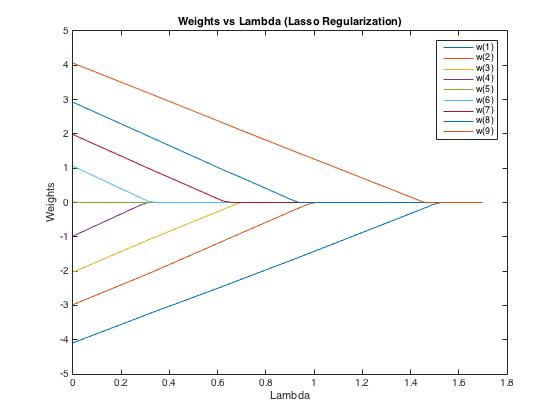 Weights vs Lambda (Lasso Regularization)
5
4
3
2
1
0
-1
-2
-3
-4
-5
Weights
w(1)
w(2)
w(3)
w(4)
w(5)
w(6)
w(7)
w(8)
w(9)
0 0.2 0.4 0.6 0.8 1 1.2 1.4 1.6 1.8
Lambda